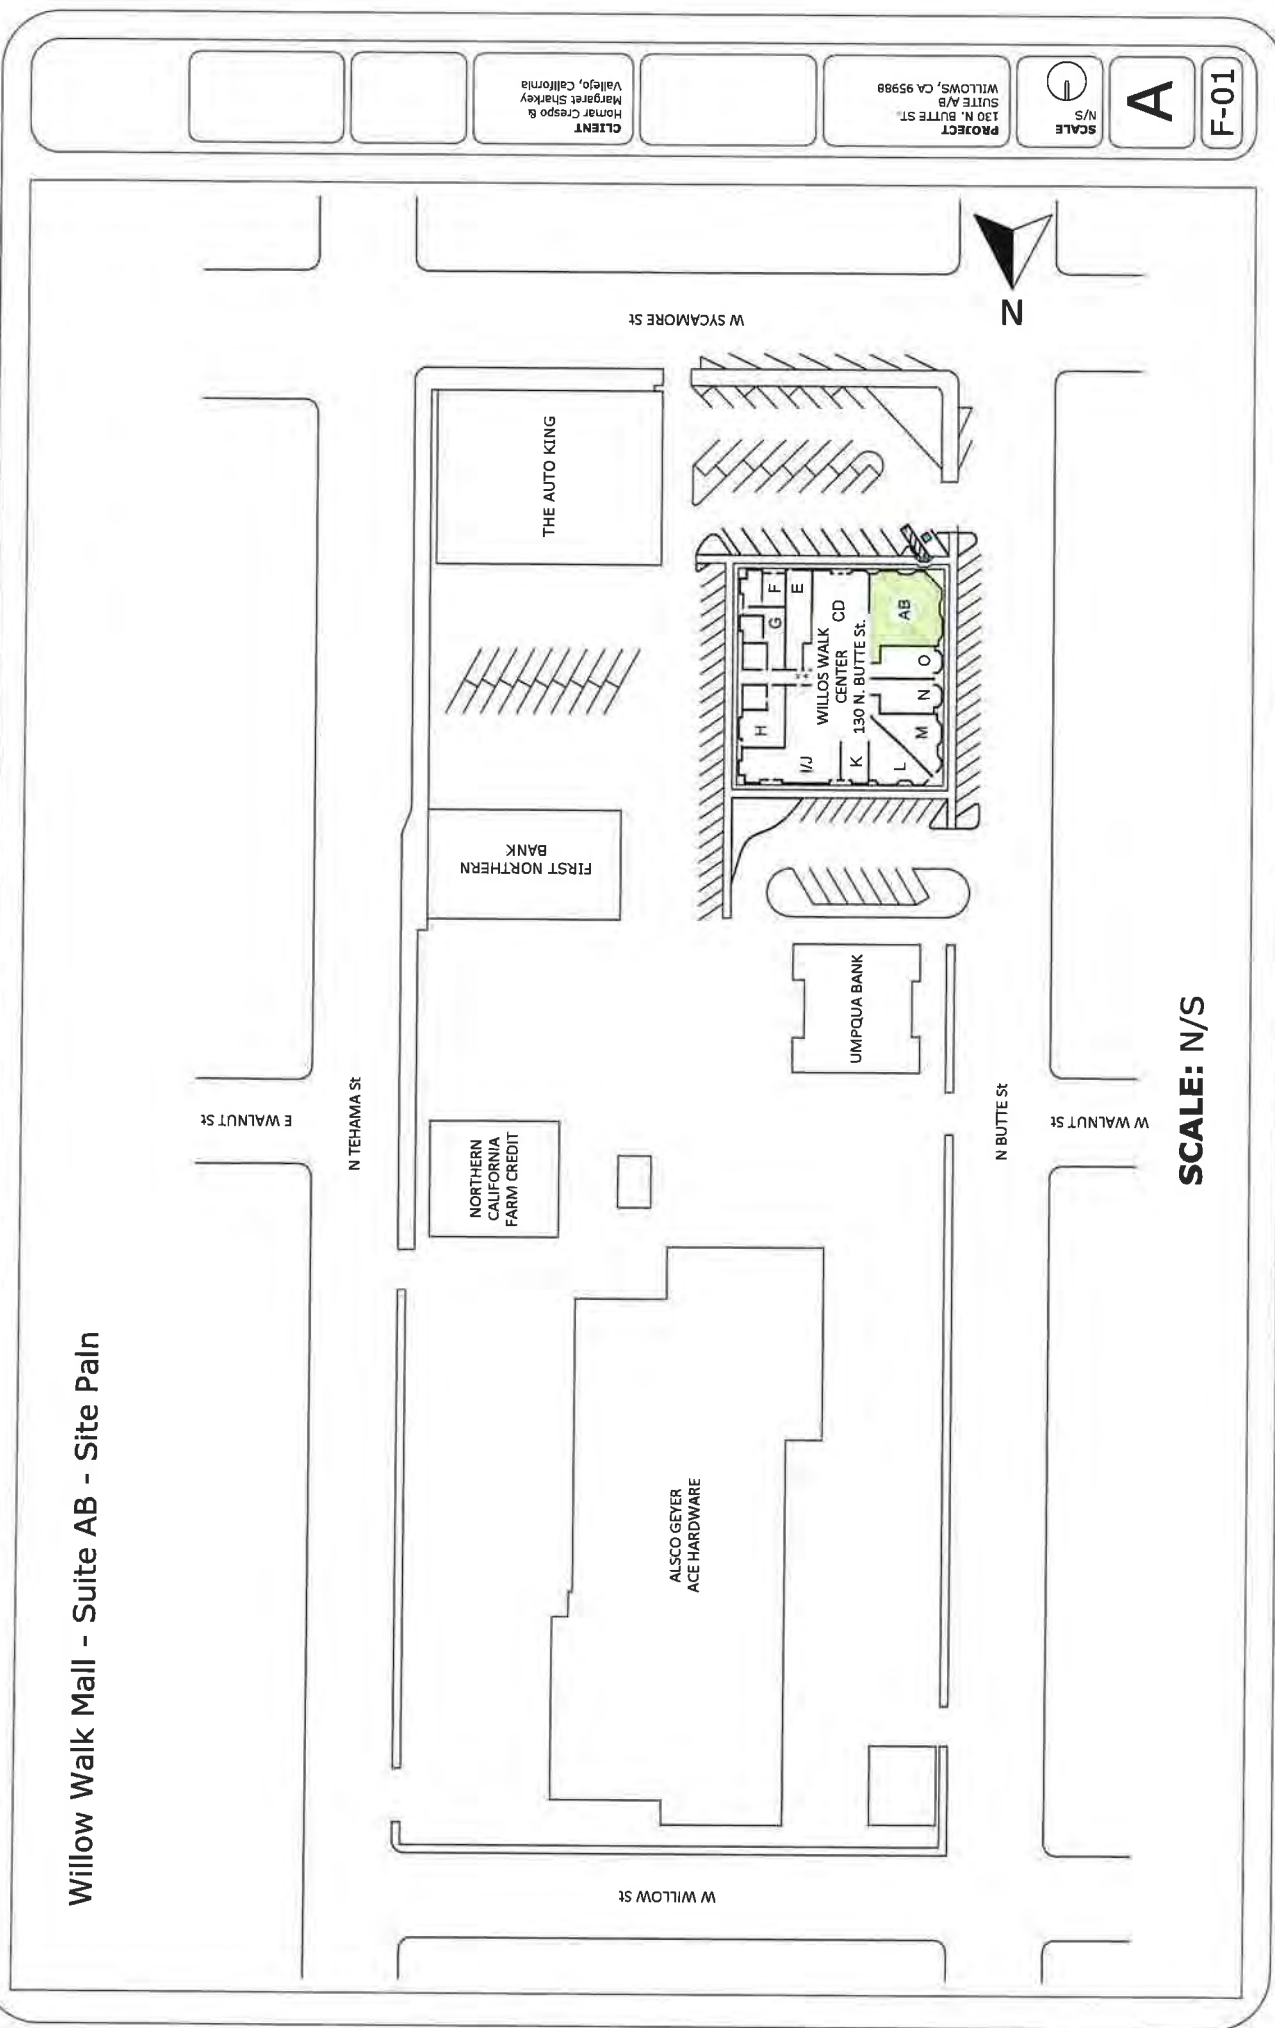 Willow Walk Mall - Suite AB - Site Paln
E WALNUT St
N TEHAMA St
W SYCAMORE St
THE AUTO KING
FIRST NORTHERN
BANK
NORTHERN
CALIFORNIA
FARM CREDIT
UMPQUA BANK
ALSCO GEYER
ACE HARDWARE
WILLOS WALK
CENTER
130 N. BUTTE St.
F
E
G
H
I/J
CD
K
L
M
N
O
AB
N BUTTE St
W WALNUT St
W WILLOW St
N
SCALE: N/S
CLIENT
Homar Crespo &
Margaret Sharkey
Vallejo, California
PROJECT
130 N. BUTTE ST.
SUITE A/B
WILLOWS, CA 95988
SCALE
N/S
A
F-01